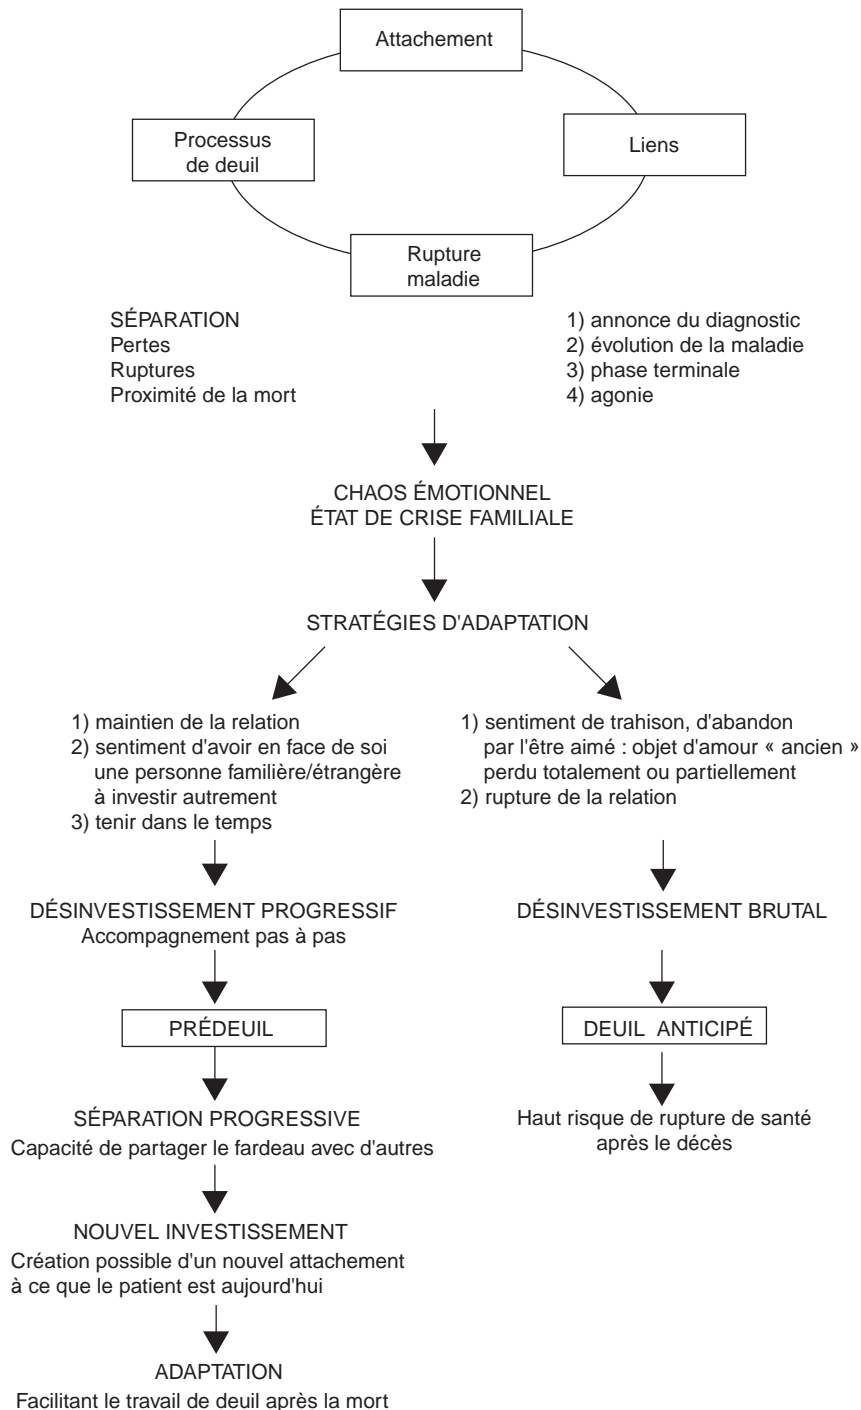 Attachement
Processus
de deuil
Liens
Rupture
maladie
SÉPARATION
Pertes
Ruptures
Proximité de la mort
1) annonce du diagnostic
2) évolution de la maladie
3) phase terminale
4) agonie
CHAOS ÉMOTIONNEL
ÉTAT DE CRISE FAMILIALE
STRATÉGIES D'ADAPTATION
1) maintien de la relation
2) sentiment d'avoir en face de soi
une personne familière/étrangère
à investir autrement
3) tenir dans le temps
DÉSINVESTISSEMENT PROGRESSIF
Accompagnement pas à pas
PRÉDEUIL
SÉPARATION PROGRESSIVE
Capacité de partager le fardeau avec d'autres
NOUVEL INVESTISSEMENT
Création possible d'un nouvel attachement
à ce que le patient est aujourd'hui
ADAPTATION
Facilitant le travail de deuil après la mort
1) sentiment de trahison, d'abandon
par l'être aimé : objet d'amour « ancien »
perdu totalement ou partiellement
2) rupture de la relation
DÉSINVESTISSEMENT BRUTAL
DEUIL ANTICIPÉ
Haut risque de rupture de santé
après le décès